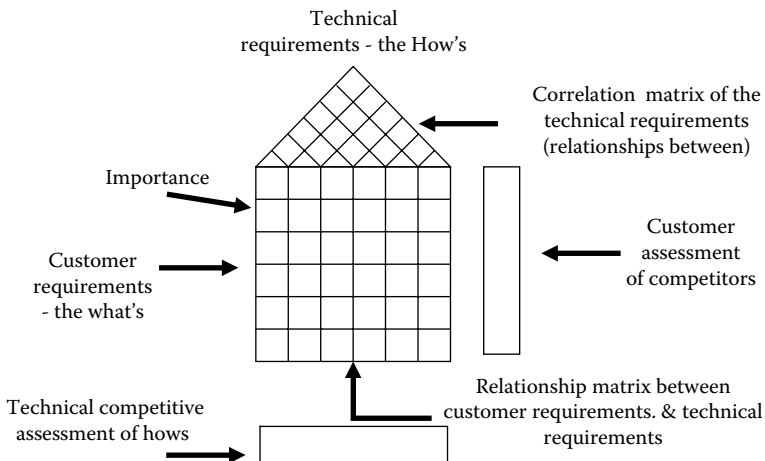 Technical
requirements - the How's
Correlation matrix of the
technical requirements
(relationships between)
Importance
Customer
assessment
of competitors
Customer
requirements
- the what's
Relationship matrix between
customer requirements. & technical
requirements
Technical competitive
assessment of hows